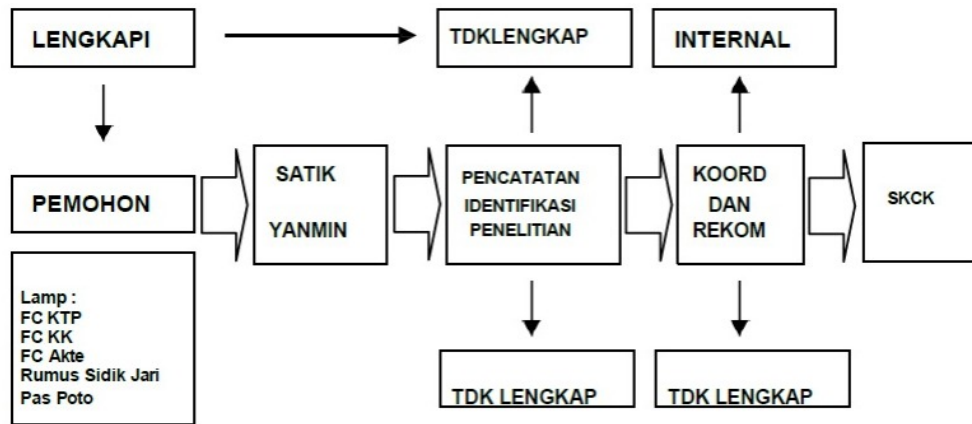 LENGKAPI
TDKLENGKAP
INTERNAL
PEMOHON
SATIK
YANMIN
PENCATATAN
IDENTIFIKASI
PENELITIAN
KOORD
DAN
REKOM
SKCK
Lamp :
FC KTP
FC KK
FC Akte
Rumus Sidik Jari
Pas Poto
TDK LENGKAP
TDK LENGKAP